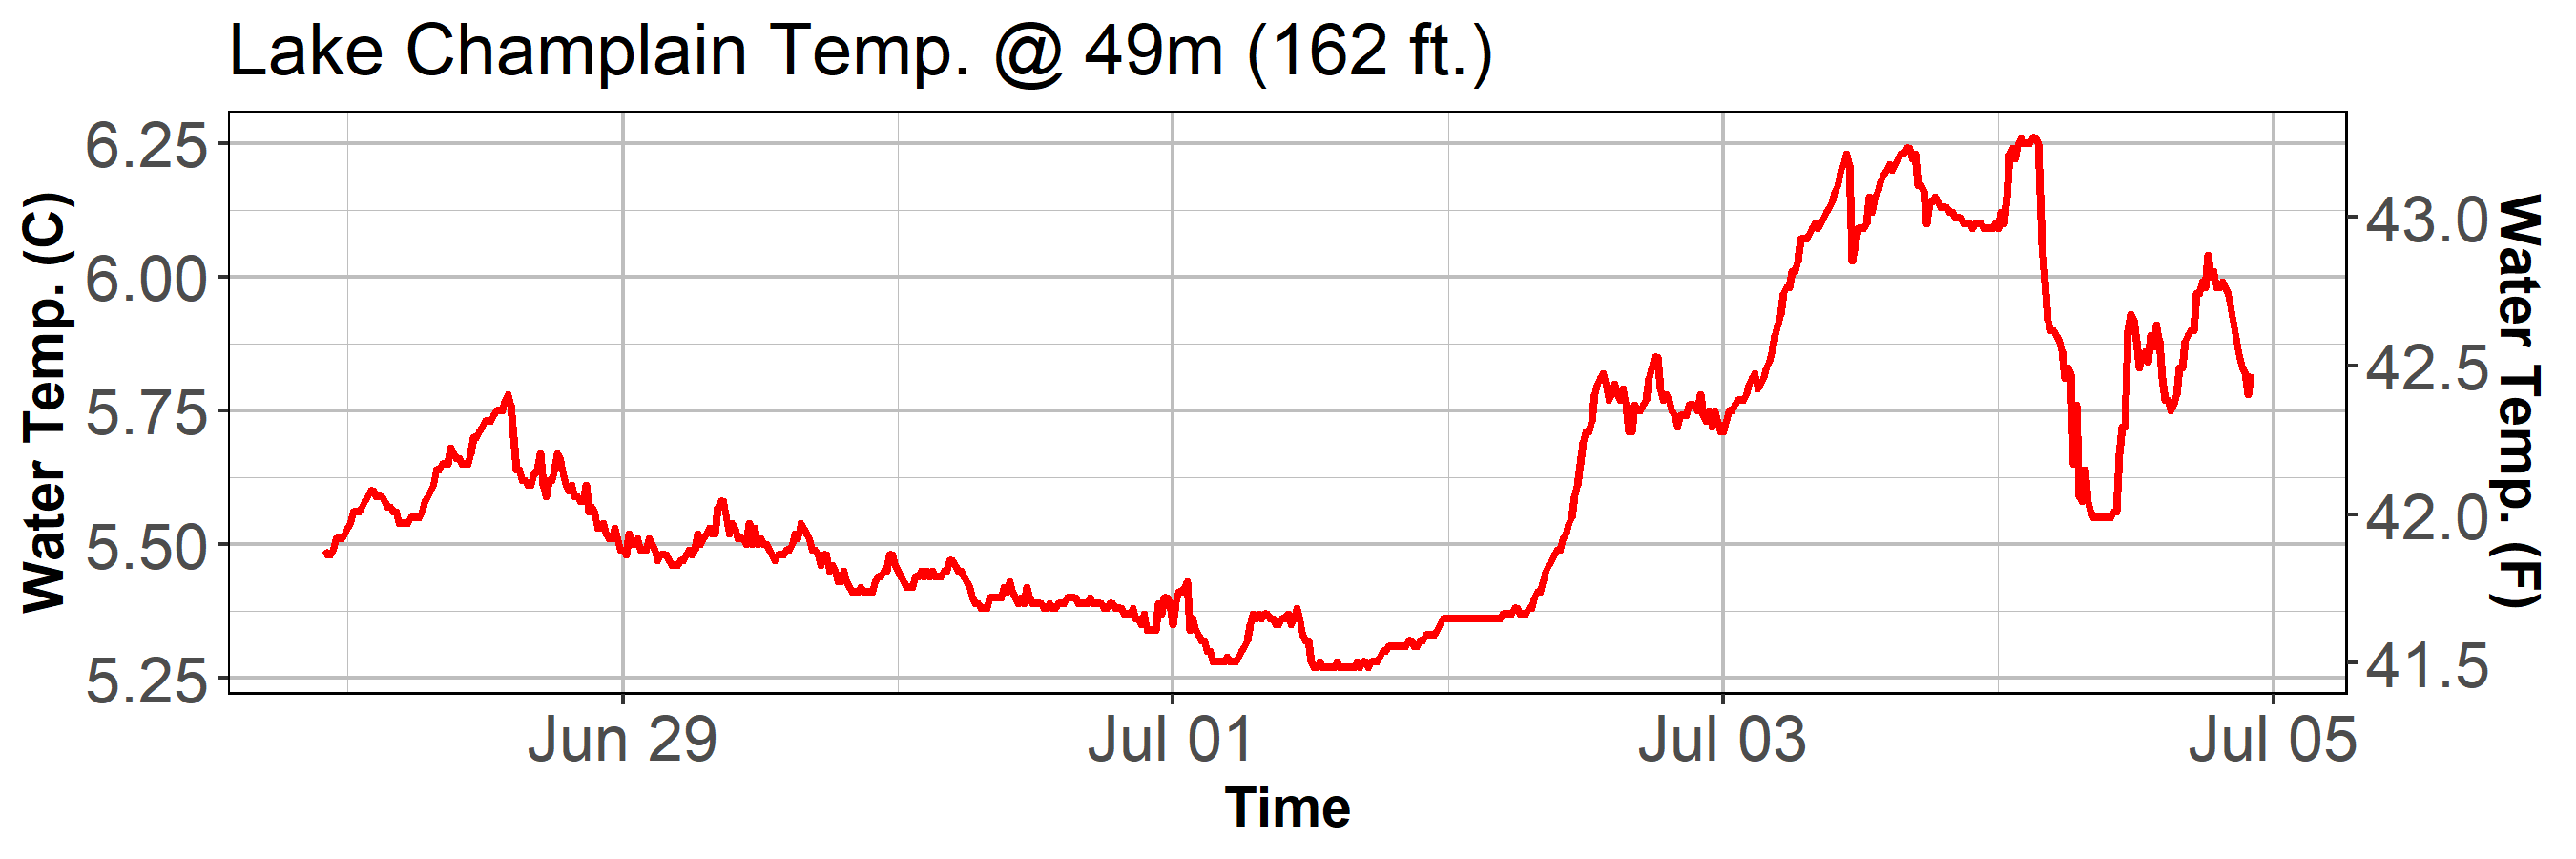 Lake Champlain Temp. @ 49m (162 ft.)
Water Temp. (C)
6.25
6.00
5.75
5.50
5.25
43.0
42.5
42.0
41.5
Water Temp. (F)
Jun 29
Jul 01
Jul 03
Jul 05
Time